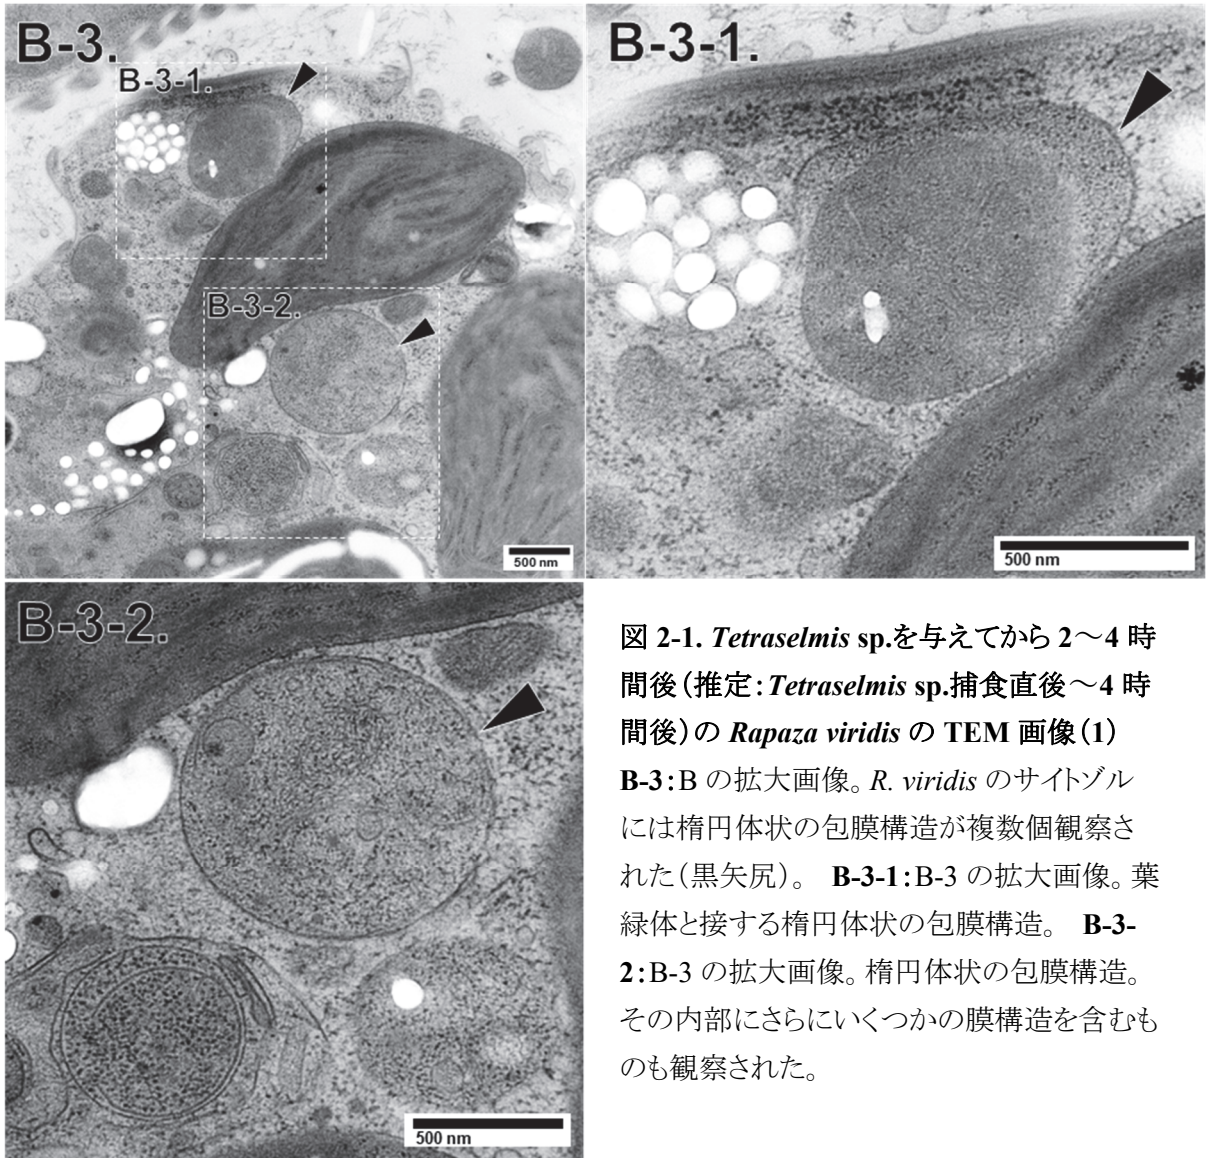 B-3.
B-3-1.
B-3-2.
500 nm
B-3-1.
500 nm
B-3-2.
500 nm
図 2-1. Tetraselmis sp.を与えてから 2～4 時
間後（推定：Tetraselmis sp.捕食直後～4 時
間後）の Rapaza viridis の TEM 画像（1）
B-3：B の拡大画像。R. viridis のサイトゾル
には楕円体状の包膜構造が複数個観察さ
れた（黒矢尻）。 B-3-1：B-3 の拡大画像。葉
緑体と接する楕円体状の包膜構造。 B-3-
2：B-3 の拡大画像。楕円体状の包膜構造。
その内部にさらにいくつかの膜構造を含むも
のも観察された。